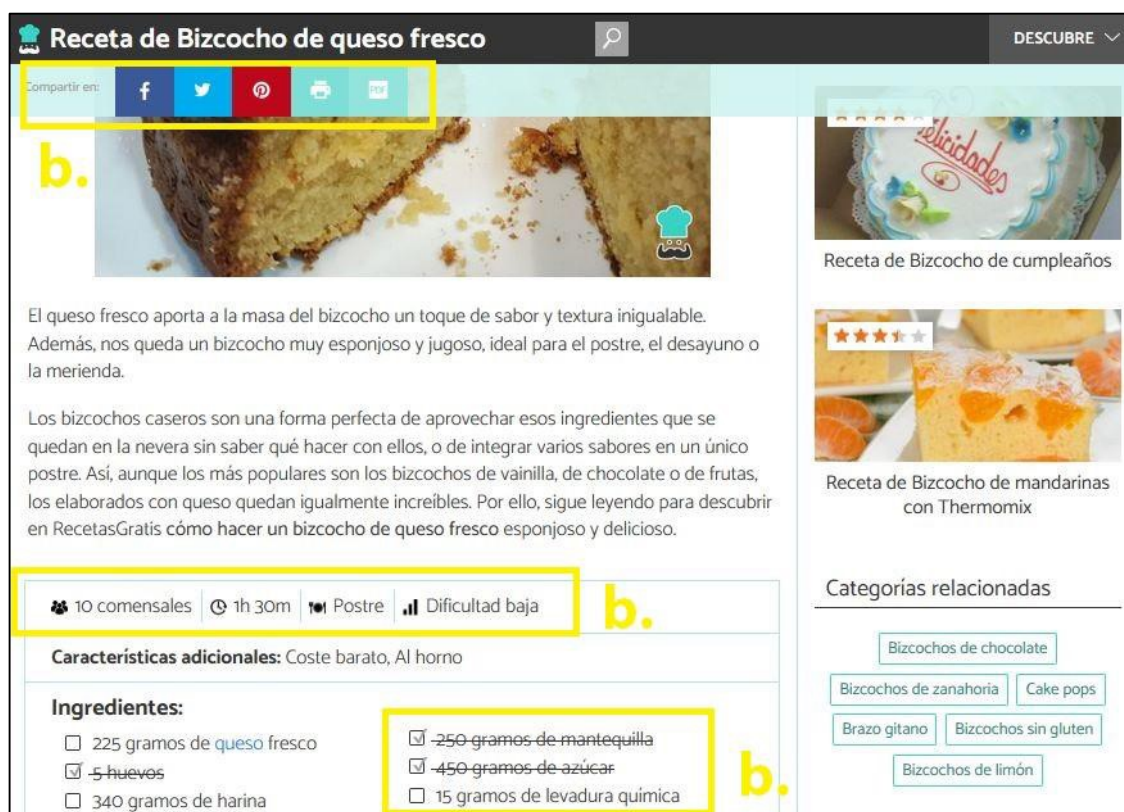 Receta de Bizcocho de queso fresco
DESCUBRE
Compartir en:
PDF
b.
El queso fresco aporta a la masa del bizcocho un toque de sabor y textura inigualable.
Además, nos queda un bizcocho muy esponjoso y jugoso, ideal para el postre, el desayuno o
la merienda.
Los bizcochos caseros son una forma perfecta de aprovechar esos ingredientes que se
quedan en la nevera sin saber qué hacer con ellos, o de integrar varios sabores en un único
postre. Así, aunque los más populares son los bizcochos de vainilla, de chocolate o de frutas,
los elaborados con queso quedan igualmente increíbles. Por ello, sigue leyendo para descubrir
en RecetasGratis cómo hacer un bizcocho de queso fresco esponjoso y delicioso.
10 comensales 1h 30m Postre Dificultad baja
b.
Características adicionales: Coste barato, Al horno
Ingredientes:
225 gramos de queso fresco
5 huevos
340 gramos de harina
250 gramos de mantequilla
450 gramos de azúcar
15 gramos de levadura química
b.
Felicidades
Receta de Bizcocho de cumpleaños
Receta de Bizcocho de mandarinas
con Thermomix
Categorías relacionadas
Bizcochos de chocolate
Bizcochos de zanahoria Cake pops
Brazo gitano Bizcochos sin gluten
Bizcochos de limón